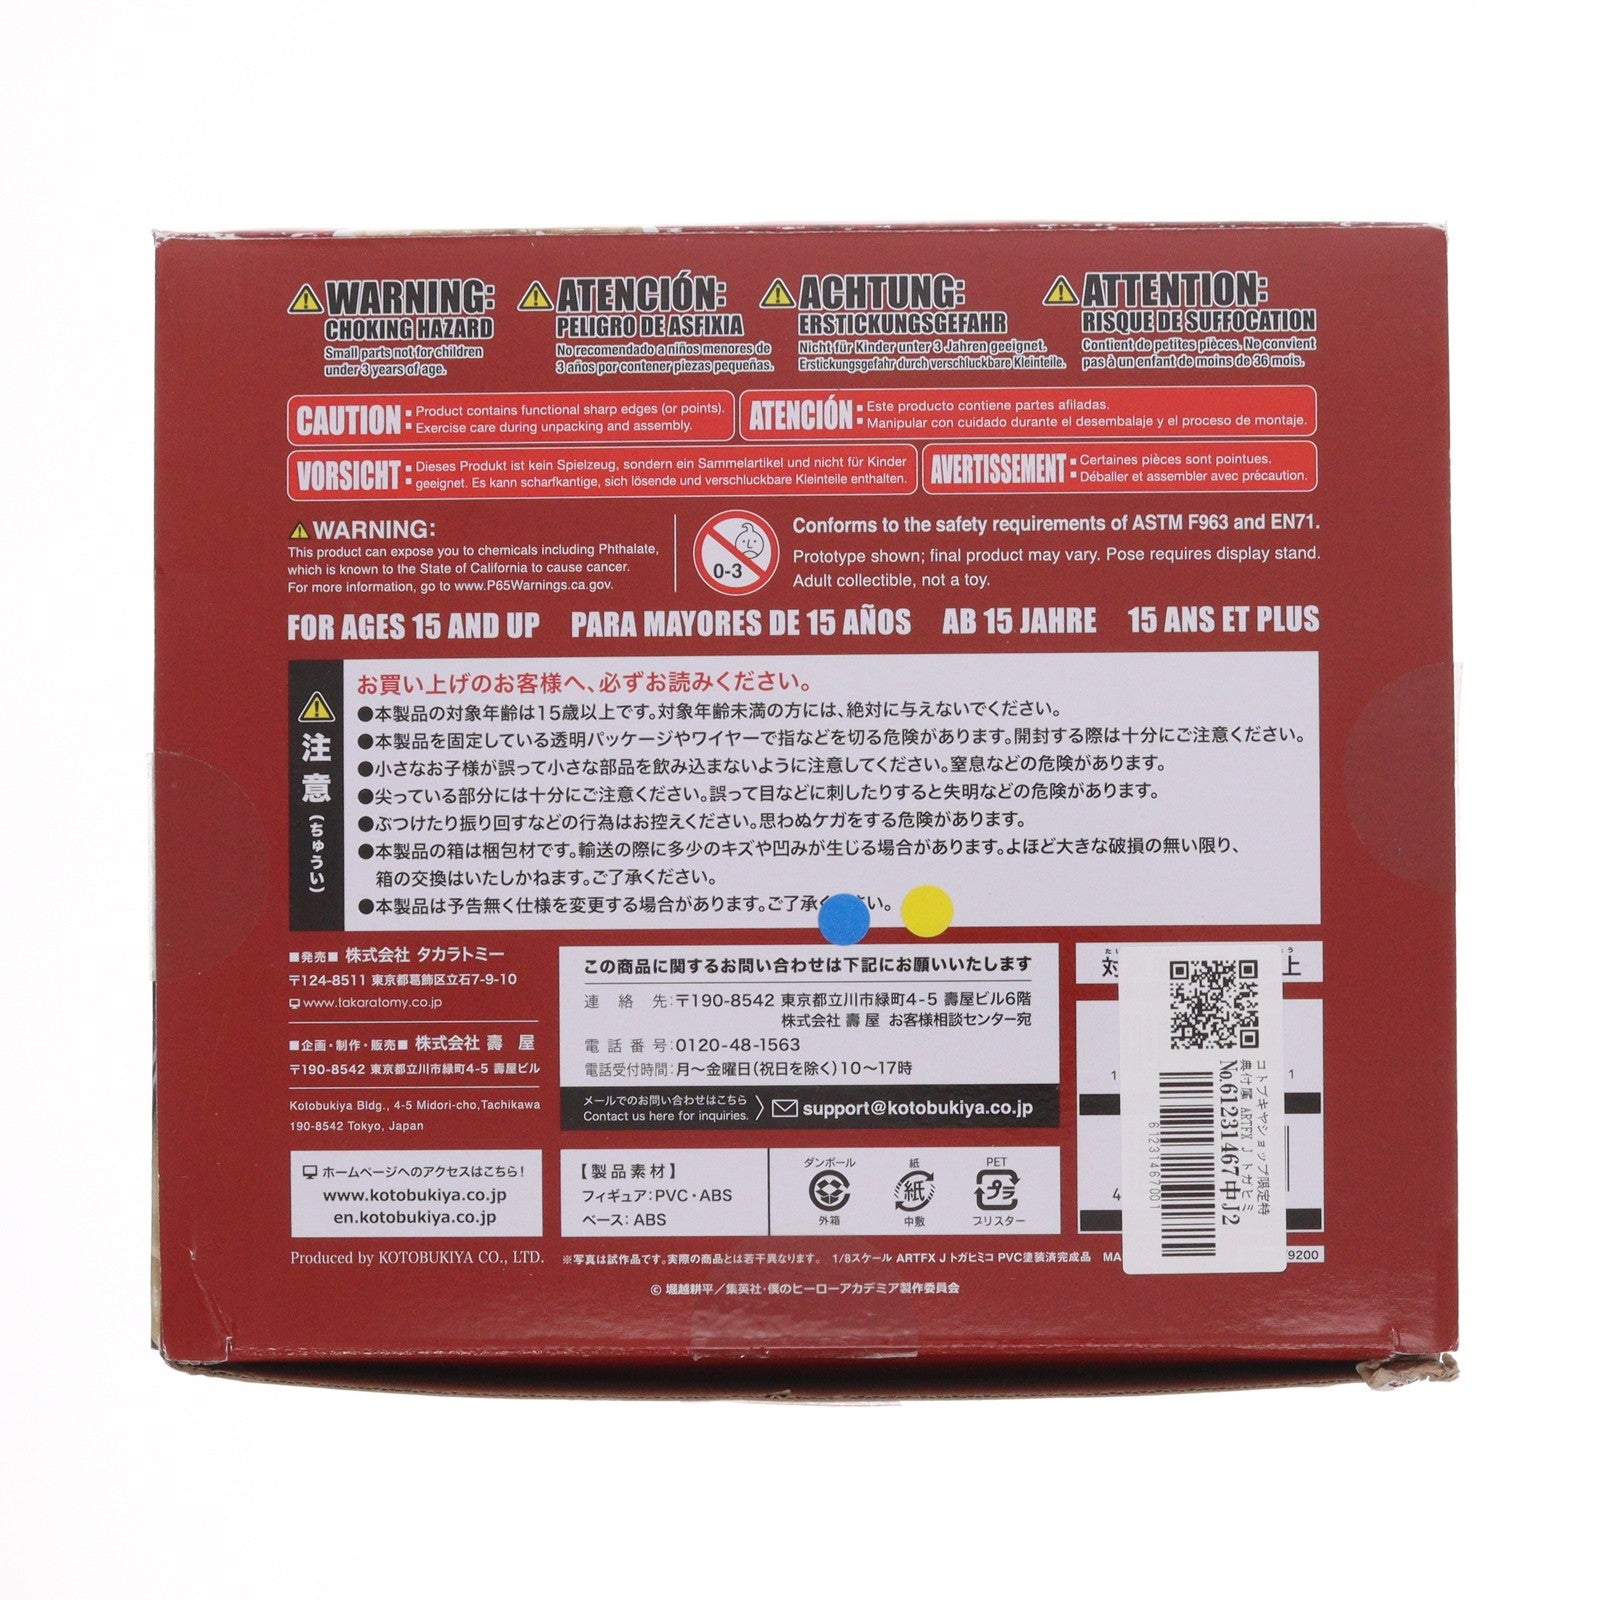 WARNING:
CHOKING HAZARD
Small parts not for children
under 3 years of age.
ATENCIÓN:
PELIGRO DE ASFIXIA
No recomendado a niños menores de
3 años por contener piezas pequeñas.
ACHTUNG:
ERSTICKUNGSGEFAHR
Nicht für Kinder unter 3 Jahren geeignet.
Erstickungsgefahr durch verschluckbare Kleinteile.
ATTENTION:
RISQUE DE SUFFOCATION
Contient de petites pièces. Ne convient
pas à un enfant de moins de 36 mois.
CAUTION: Product contains functional sharp edges (or points).
Exercise care during unpacking and assembly.
ATENCIÓN: Este producto contiene partes afiladas.
Manipular con cuidado durante el desembalaje y el proceso de montaje.
VORSICHT: Dieses Produkt ist kein Spielzeug, sondern ein Sammelartikel und nicht für Kinder
geeignet. Es kann scharfkantige, sich lösende und verschluckbare Kleinteile enthalten.
AVERTISSEMENT: Certaines pièces sont pointues.
Déballer et assembler avec précaution.
WARNING:
This product can expose you to chemicals including Phthalate,
which is known to the State of California to cause cancer.
For more information, go to www.P65Warnings.ca.gov.
0-3
Conforms to the safety requirements of ASTM F963 and EN71.
Prototype shown; final product may vary. Pose requires display stand.
Adult collectible, not a toy.
FOR AGES 15 AND UP PARA MAYORES DE 15 AÑOS AB 15 JAHRE 15 ANS ET PLUS
注意(ちゅうい)
お買い上げのお客様へ、必ずお読みください。
●本製品の対象年齢は15歳以上です。対象年齢未満の方には、絶対に与えないでください。
●本製品を固定している透明パッケージやワイヤーで指などを切る危険があります。開封する際は十分にご注意ください。
●小さなお子様が誤って小さな部品を飲み込まないように注意してください。窒息などの危険があります。
●尖っている部分には十分にご注意ください。誤って目などに刺したりすると失明などの危険があります。
●ぶつけたり振り回すなどの行為はお控えください。思わぬケガをする危険があります。
●本製品の箱は梱包材です。輸送の際に多少のキズや凹みが生じる場合があります。よほど大きな破損の無い限り、
箱の交換はいたしかねます。ご了承ください。
●本製品は予告無く仕様を変更する場合があります。ご了承 い。
■発売■ 株式会社 タカラトミー
〒124-8511 東京都葛飾区立石7-9-10
www.takaratomy.co.jp
■企画・制作・販売■ 株式会社 壽 屋
〒190-8542 東京都立川市緑町4-5 壽屋ビル
Kotobukiya Bldg., 4-5 Midori-cho,Tachikawa
190-8542 Tokyo, Japan
ホームページへのアクセスはこちら!
www.kotobukiya.co.jp
en.kotobukiya.co.jp
Produced by KOTOBUKIYA CO., LTD.
この商品に関するお問い合わせは下記にお願いいたします
連絡先:〒190-8542 東京都立川市緑町4-5 壽屋ビル6階
株式会社 壽 屋 お客様相談センター宛
電話番号:0120-48-1563
電話受付時間:月〜金曜日(祝日を除く)10〜17時
メールでのお問い合わせはこちら
Contact us here for inquiries.
support@kotobukiya.co.jp
【製品素材】
フィギュア:PVC・ABS
ベース:ABS
ダンボール
外箱
紙
紙
中敷
PET
プラ
ブリスター
対 上
コトブキヤショップ限定特
典付属 ARTFX J トガヒミ
No.61231467 中J2
61231467001
※写真は試作品です。実際の商品とは若干異なります。 1/8スケール ARTFX J トガヒミコ PVC塗装済完成品 MA
/9200
© 堀越耕平/集英社・僕のヒーローアカデミア製作委員会